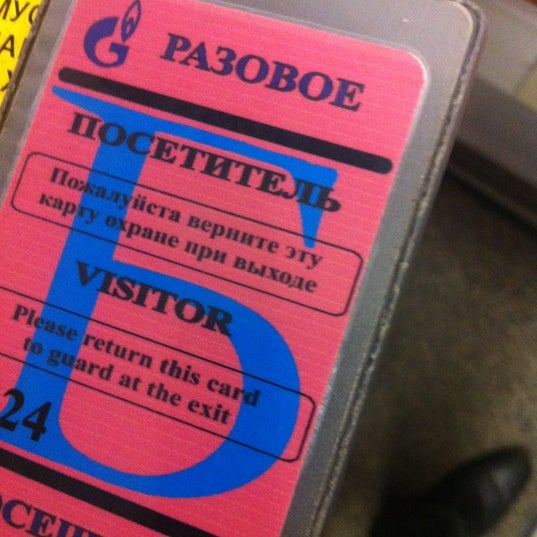 РАЗОВОЕ
ПОСЕТИТЕЛЬ
Пожалуйста верните эту
карту охране при выходе
VISITOR
Please return this card
to guard at the exit
Б
24